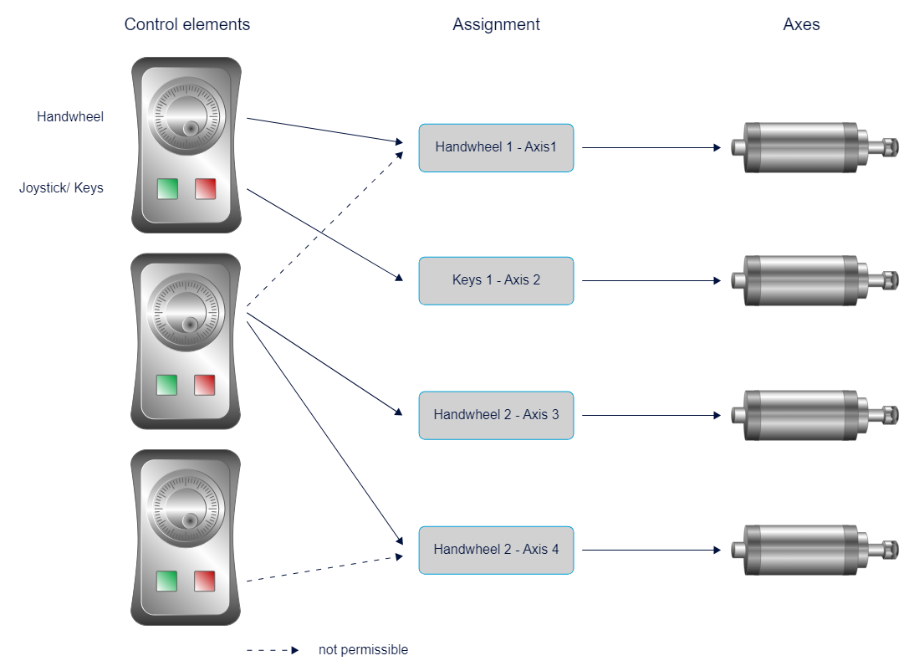 Control elements
Assignment
Axes
Handwheel
Handwheel 1 - Axis1
Joystick/ Keys
Keys 1 - Axis 2
Handwheel 2 - Axis 3
Handwheel 2 - Axis 4
not permissible